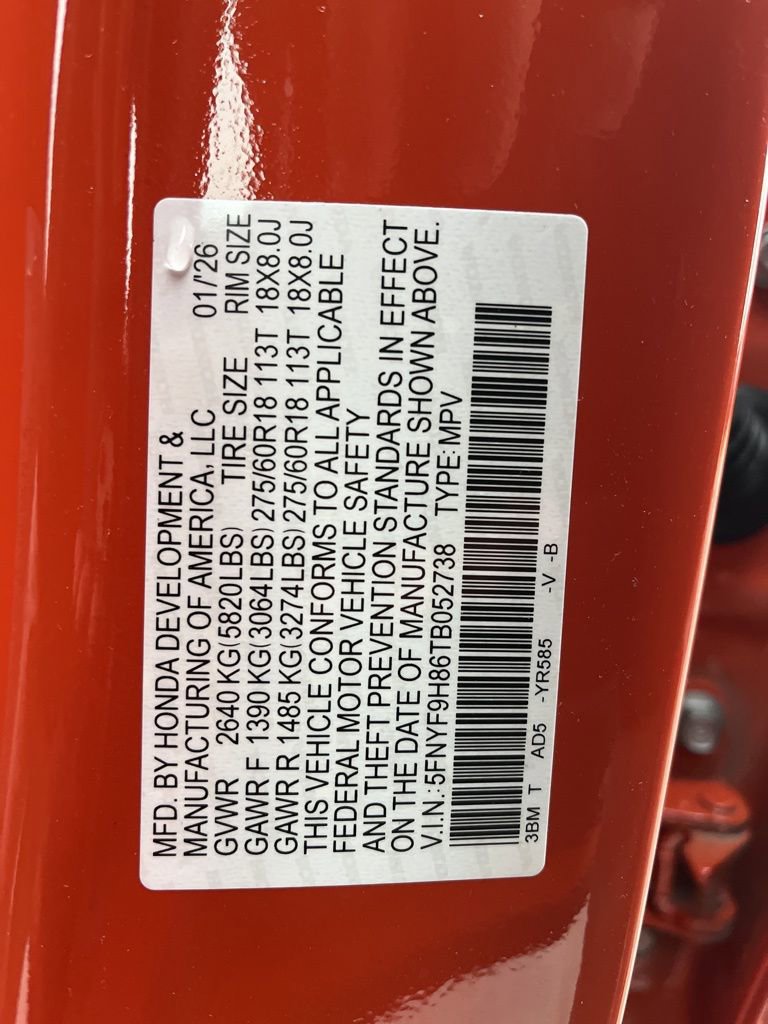 MFD. BY HONDA DEVELOPMENT &
MANUFACTURING OF AMERICA, LLC 01/'26
GVWR 2640 KG(5820LBS) TIRE SIZE RIM SIZE
GAWR F 1390 KG(3064LBS) 275/60R18 113T 18X8.0J
GAWR R 1485 KG(3274LBS) 275/60R18 113T 18X8.0J
THIS VEHICLE CONFORMS TO ALL APPLICABLE
FEDERAL MOTOR VEHICLE SAFETY
AND THEFT PREVENTION STANDARDS IN EFFECT
ON THE DATE OF MANUFACTURE SHOWN ABOVE.
V.I.N.:5FNYF9H86TB052738 TYPE:MPV
3BM T AD5 -YR585 -V -B